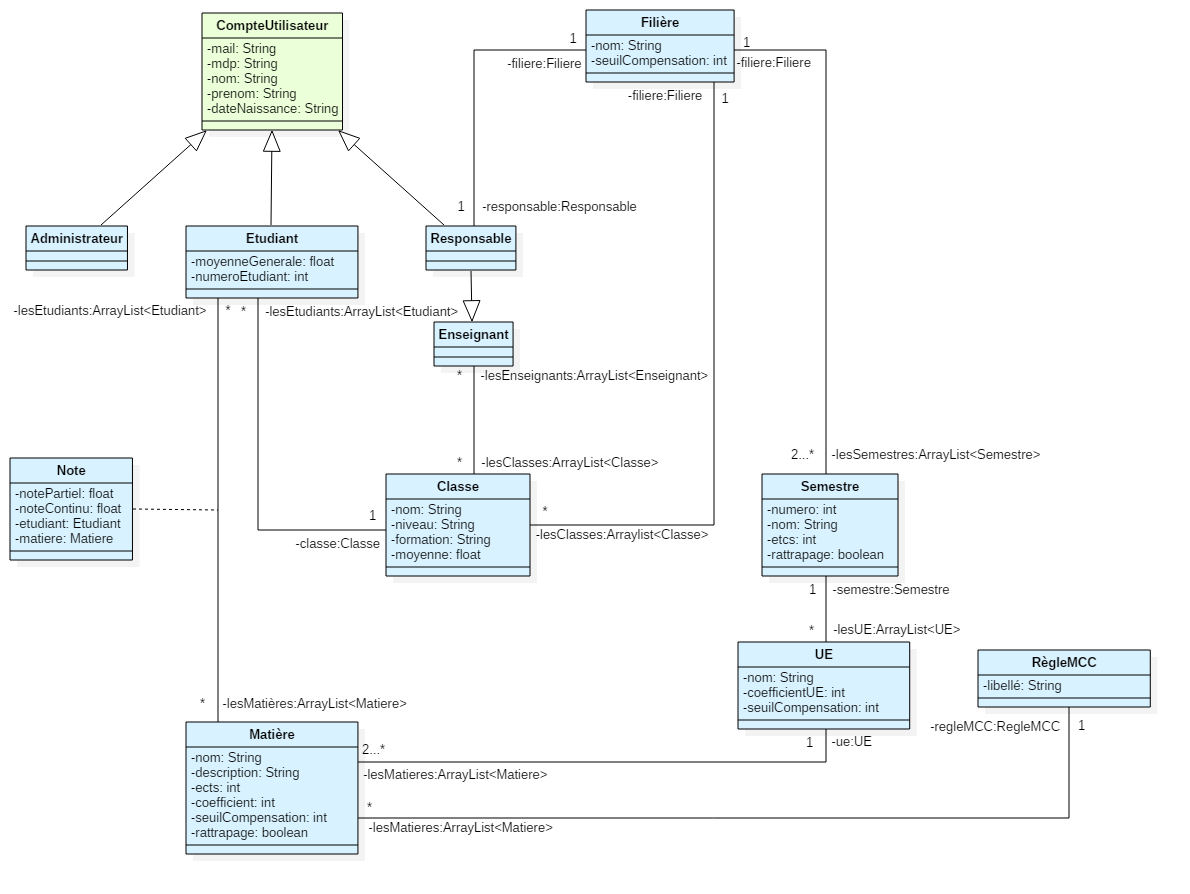 CompteUtilisateur
-mail: String
-mdp: String
-nom: String
-prenom: String
-dateNaissance: String
Filière
-nom: String
-seuilCompensation: int
1
-filiere:Filiere
1
-filiere:Filiere
-filiere:Filiere
1
1
-responsable:Responsable
Administrateur
Etudiant
-moyenneGenerale: float
-numeroEtudiant: int
Responsable
-lesEtudiants:ArrayList<Etudiant>
*
*
-lesEtudiants:ArrayList<Etudiant>
Enseignant
*
-lesEnseignants:ArrayList<Enseignant>
*
-lesClasses:ArrayList<Classe>
2...*
-lesSemestres:ArrayList<Semestre>
Note
-notePartiel: float
-noteContinu: float
-etudiant: Etudiant
-matiere: Matiere
Classe
-nom: String
-niveau: String
-formation: String
-moyenne: float
1
-classe:Classe
*
-lesClasses:Arraylist<Classe>
Semestre
-numero: int
-nom: String
-etcs: int
-rattrapage: boolean
1
-semestre:Semestre
*
-lesUE:ArrayList<UE>
UE
-nom: String
-coefficientUE: int
-seuilCompensation: int
RègleMCC
-libellé: String
*
-lesMatières:ArrayList<Matiere>
1
-ue:UE
-regleMCC:RegleMCC
1
Matière
-nom: String
-description: String
-ects: int
-coefficient: int
-seuilCompensation: int
-rattrapage: boolean
2...*
-lesMatieres:ArrayList<Matiere>
*
-lesMatieres:ArrayList<Matiere>